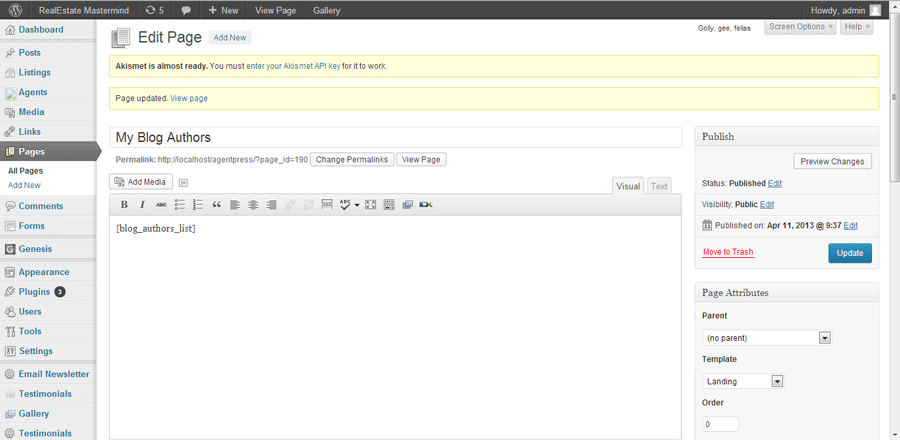 RealEstate Mastermind 5 + New View Page Gallery Howdy, admin
Dashboard
Posts
Listings
Agents
Media
Links
Pages
All Pages
Add New
Comments
Forms
Genesis
Appearance
Plugins 3
Users
Tools
Settings
Email Newsletter
Testimonials
Gallery
Testimonials
Golly, gee, fellas
Screen Options
Help
Edit Page Add New
Akismet is almost ready. You must enter your Akismet API key for it to work.
Page updated. View page
My Blog Authors
Permalink: http://localhost/agentpress/?page_id=190 Change Permalinks View Page
Add Media
Visual Text
B I ABC ABC
[blog_authors_list]
Publish
Preview Changes
Status: Published Edit
Visibility: Public Edit
Published on: Apr 11, 2013 @ 9:37 Edit
Move to Trash Update
Page Attributes
Parent
(no parent)
Template
Landing
Order
0